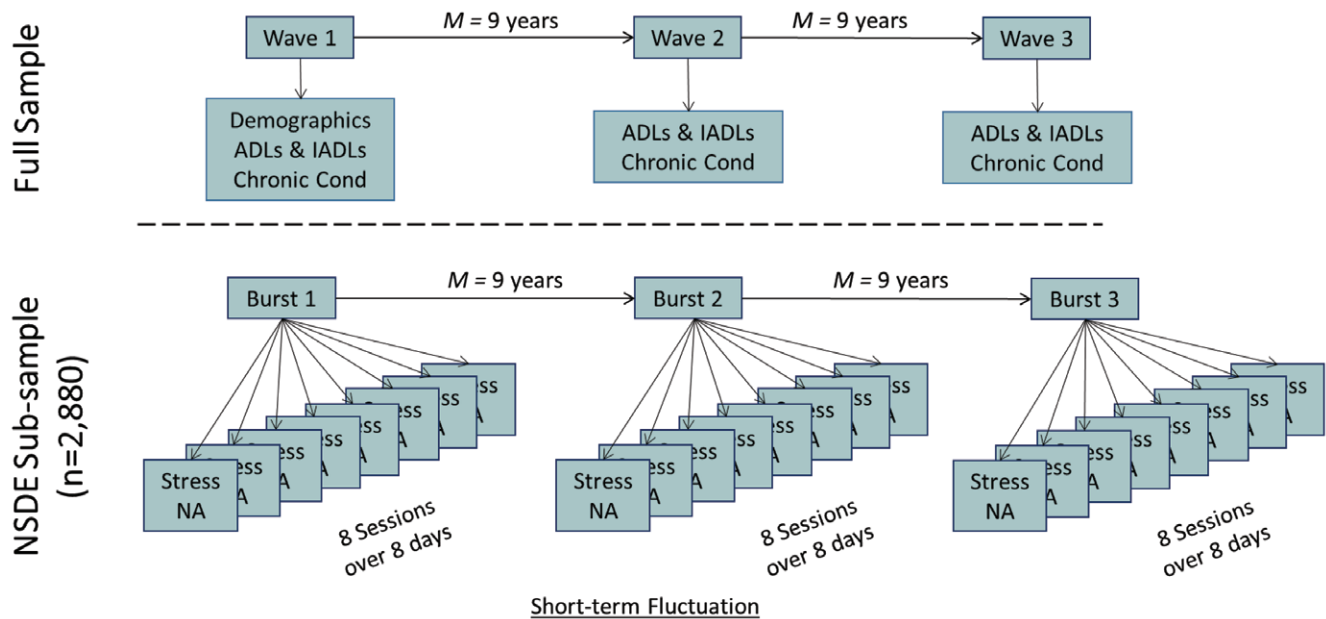 Full Sample
Wave 1
M = 9 years
Wave 2
M = 9 years
Wave 3
Demographics
ADLs & IADLs
Chronic Cond
ADLs & IADLs
Chronic Cond
ADLs & IADLs
Chronic Cond
NSDE Sub-sample
(n=2,880)
Burst 1
M = 9 years
Burst 2
M = 9 years
Burst 3
Stress
NA
8 Sessions
over 8 days
Stress
NA
8 Sessions
over 8 days
Stress
NA
8 Sessions
over 8 days
Short-term Fluctuation